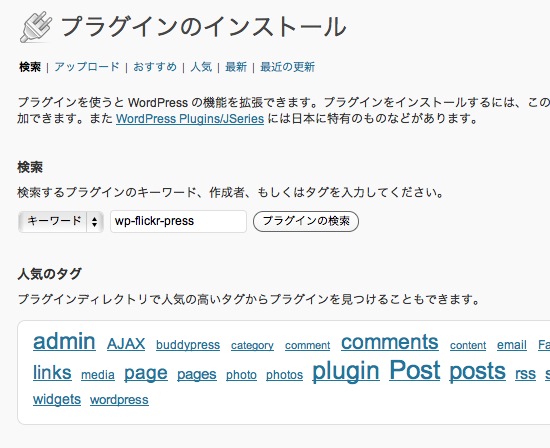 プラグインのインストール
検索 | アップロード | おすすめ | 人気 | 最新 | 最近の更新
プラグインを使うと WordPress の機能を拡張できます。プラグインをインストールするには、この
加できます。また WordPress Plugins/JSeries には日本に特有のものなどがあります。
検索
検索するプラグインのキーワード、作成者、もしくはタグを入力してください。
キーワード wp-flickr-press プラグインの検索
人気のタグ
プラグインディレクトリで人気の高いタグからプラグインを見つけることもできます。
admin AJAX buddypress category comment comments content email Fa
links media page pages photo photos plugin Post posts rss s
widgets wordpress